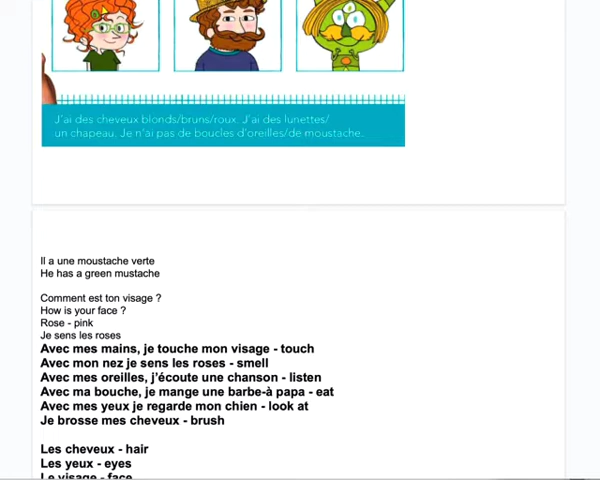 J'ai des cheveux blonds/bruns/roux. J'ai des lunettes/
un chapeau. Je n'ai pas de boucles d'oreilles/de moustache.
Il a une moustache verte
He has a green mustache
Comment est ton visage ?
How is your face ?
Rose - pink
Je sens les roses
Avec mes mains, je touche mon visage - touch
Avec mon nez je sens les roses - smell
Avec mes oreilles, j'écoute une chanson - listen
Avec ma bouche, je mange une barbe-à papa - eat
Avec mes yeux je regarde mon chien - look at
Je brosse mes cheveux - brush
Les cheveux - hair
Les yeux - eyes
Le visage - face